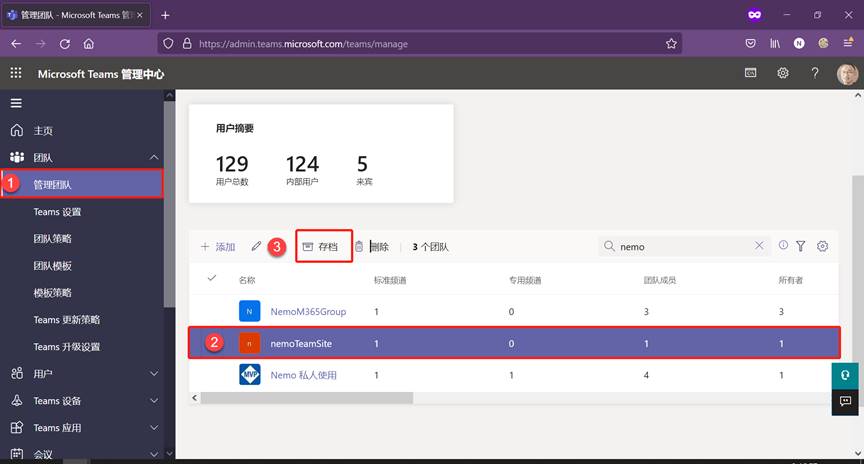 管理团队 - Microsoft Teams 管
https://admin.teams.microsoft.com/teams/manage
Microsoft Teams 管理中心
主页
团队
1 管理团队
Teams 设置
团队策略
团队模板
模板策略
Teams 更新策略
Teams 升级设置
用户
Teams 设备
Teams 应用
会议
用户摘要
129 124 5
用户总数 内部用户 来宾
添加 3 存档 删除 3 个团队 nemo
名称 标准频道 专用频道 团队成员 所有者
N NemoM365Group 1 0 3 3
2 n nemoTeamSite 1 0 1 1
MVP Nemo 私人使用 1 1 4 1